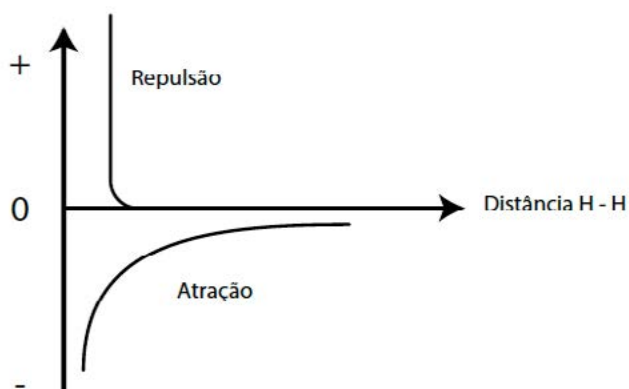 +
Repulsão
0
Distância H - H
Atração
-